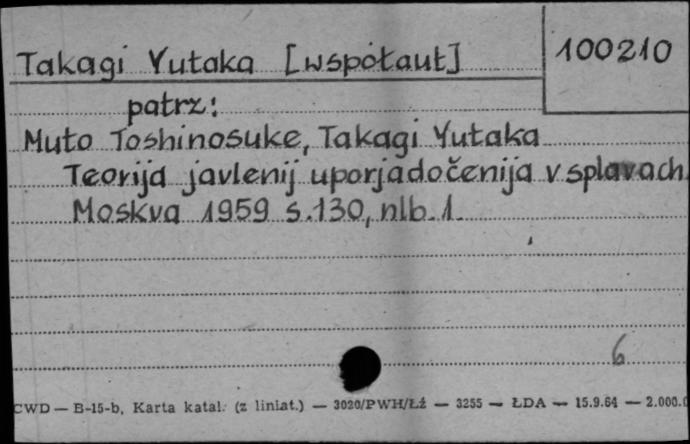 Takagi Yutaka [współaut] 100210
patrz:
Muto Toshinosuke, Takagi Yutaka
Teorija javlenij uporjadočenija v splavach
Moskva 1959 s.130, nlb. 1.
6
CWD — B-15-b, Karta katal. (z liniat.) — 3020/PWH/Łź — 3255 — ŁDA — 15.9.64 — 2.000.